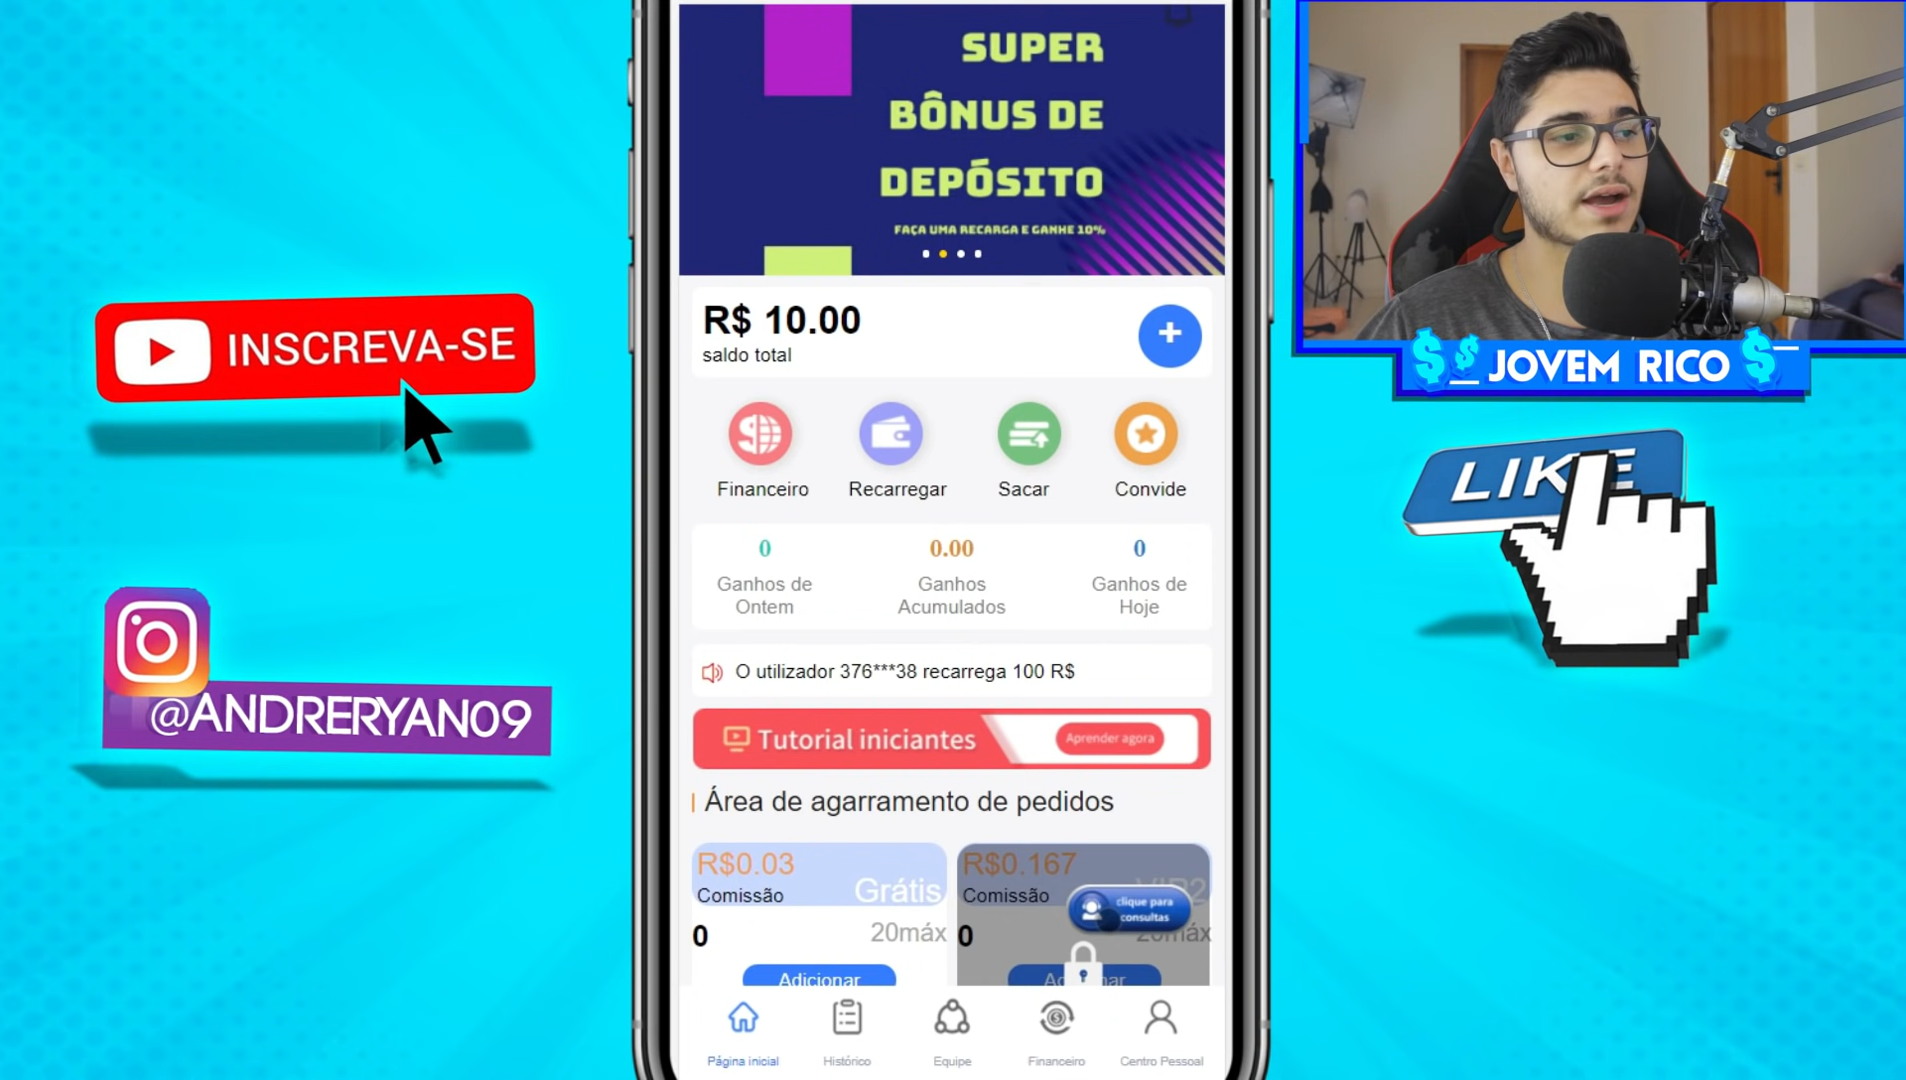 SUPER
BÔNUS DE
DEPÓSITO
FAÇA UMA RECARGA E GANHE 10%
R$ 10.00
saldo total
+
Financeiro
Recarregar
Sacar
Convide
0
Ganhos de
Ontem
0.00
Ganhos
Acumulados
0
Ganhos de
Hoje
O utilizador 376***38 recarrega 100 R$
Tutorial iniciantes
Aprender agora
Área de agarramento de pedidos
R$0.03
Comissão
Grátis
0
20máx
Adicionar
R$0.167
Comissão
VIP2
clique para
consultas
0
20máx
Página inicial
Histórico
Equipe
Financeiro
Centro Pessoal
INSCREVA-SE
@ANDRERYAN09
$$ JOVEM RICO $
LIKE